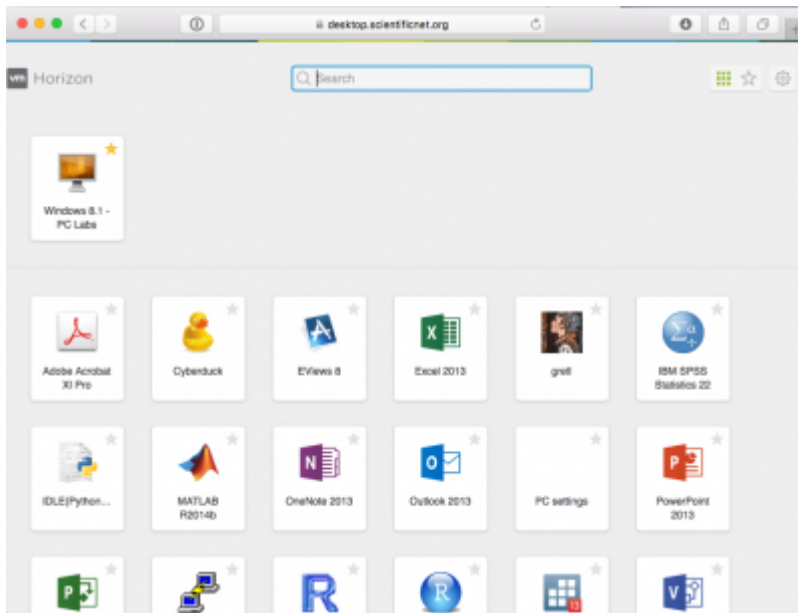 desktop.scientificnet.org
vm Horizon
Search
Windows 8.1 -
PC Labs
Adobe Acrobat
XI Pro
Cyberduck
EViews 8
Excel 2013
gretl
IBM SPSS
Statistics 22
IDLE(Python...
MATLAB
R2014b
OneNote 2013
Outlook 2013
PC settings
PowerPoint
2013